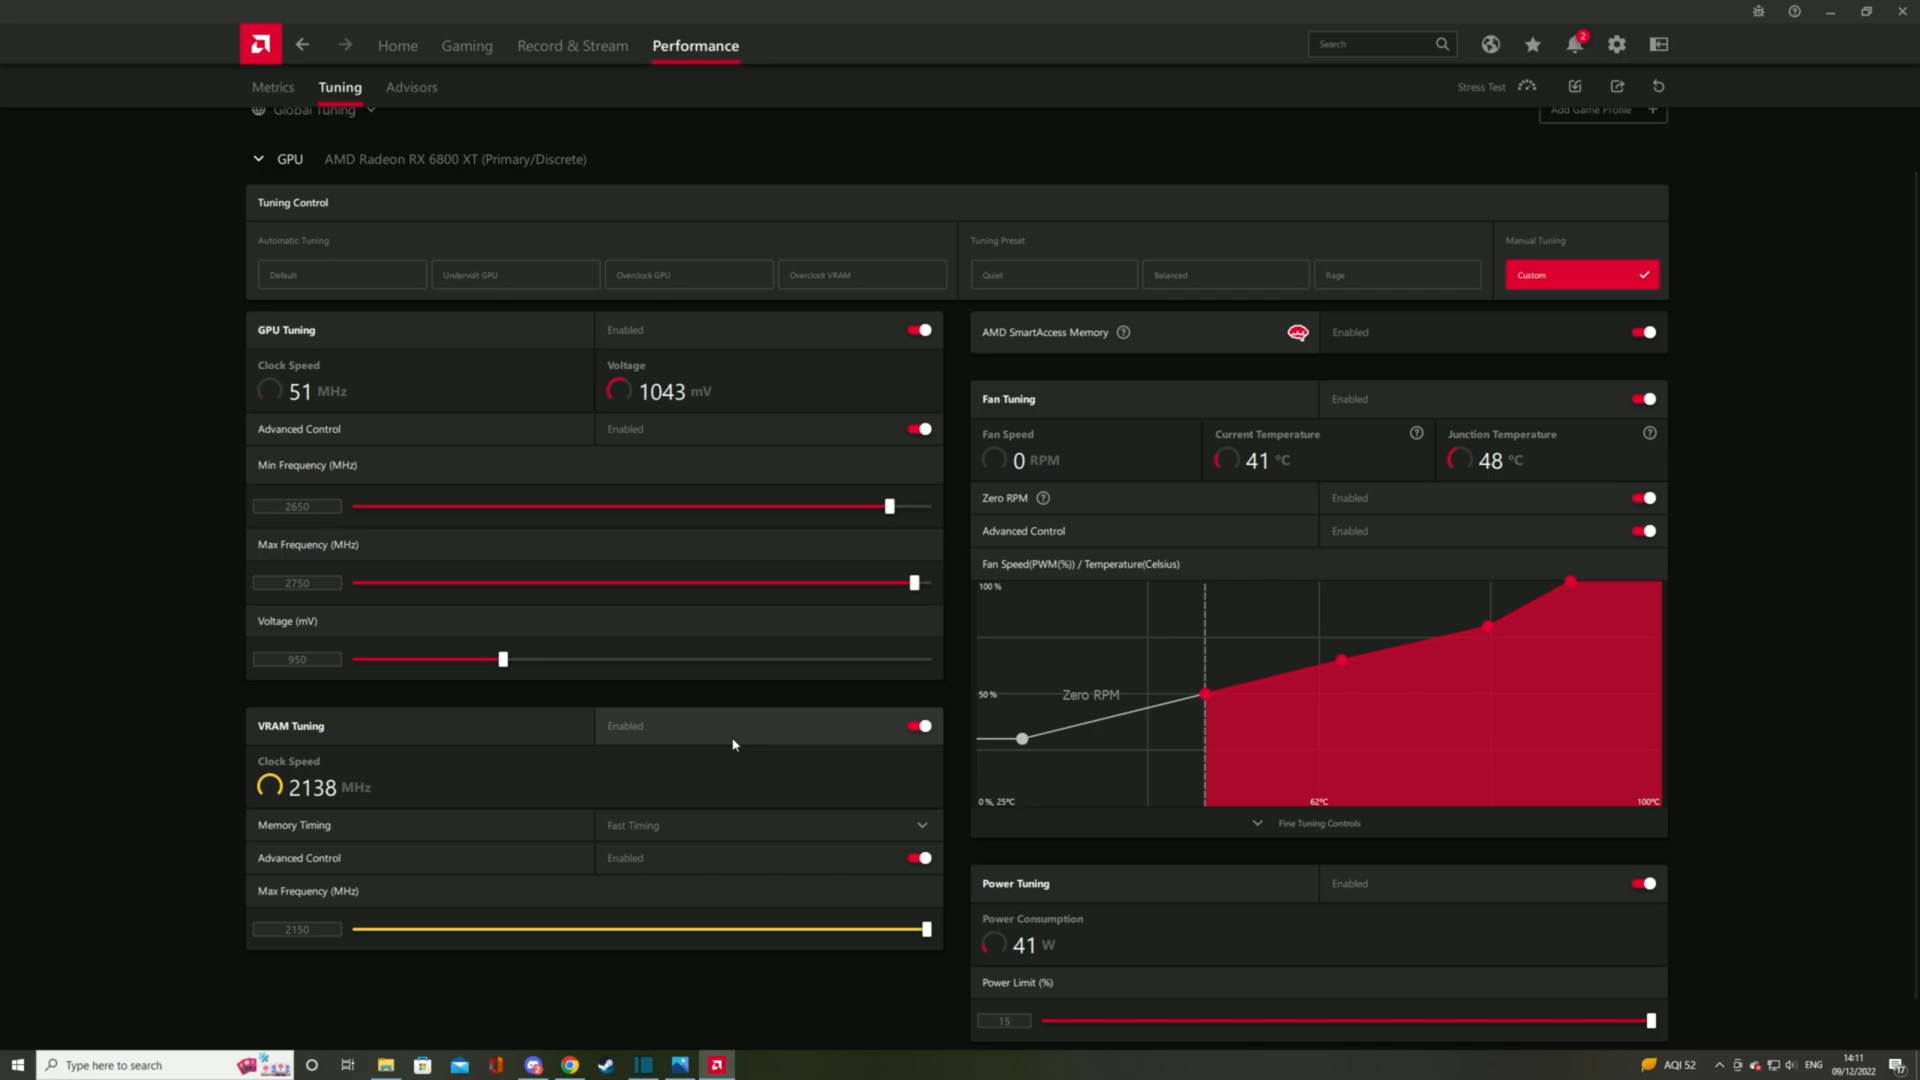 Home
Gaming
Record & Stream
Performance
Search
2
Metrics
Tuning
Advisors
Stress Test
Global Tuning
Add Game Profile
GPU
AMD Radeon RX 6800 XT (Primary/Discrete)
Tuning Control
Automatic Tuning
Default
Undervolt GPU
Overclock GPU
Overclock VRAM
Tuning Preset
Quiet
Balanced
Rage
Manual Tuning
Custom
GPU Tuning
Enabled
Clock Speed
51 MHz
Voltage
1043 mV
Advanced Control
Enabled
Min Frequency (MHz)
2650
Max Frequency (MHz)
2750
Voltage (mV)
950
VRAM Tuning
Enabled
Clock Speed
2138 MHz
Memory Timing
Fast Timing
Advanced Control
Enabled
Max Frequency (MHz)
2150
AMD SmartAccess Memory
Enabled
Fan Tuning
Enabled
Fan Speed
0 RPM
Current Temperature
41 °C
Junction Temperature
48 °C
Zero RPM
Enabled
Advanced Control
Enabled
Fan Speed(PWM(%)) / Temperature(Celsius)
100 %
50 %
Zero RPM
0 %, 25°C
62°C
100°C
Fine Tuning Controls
Power Tuning
Enabled
Power Consumption
41 W
Power Limit (%)
15
Type here to search
AQI 52
ENG
14:11
09/12/2022